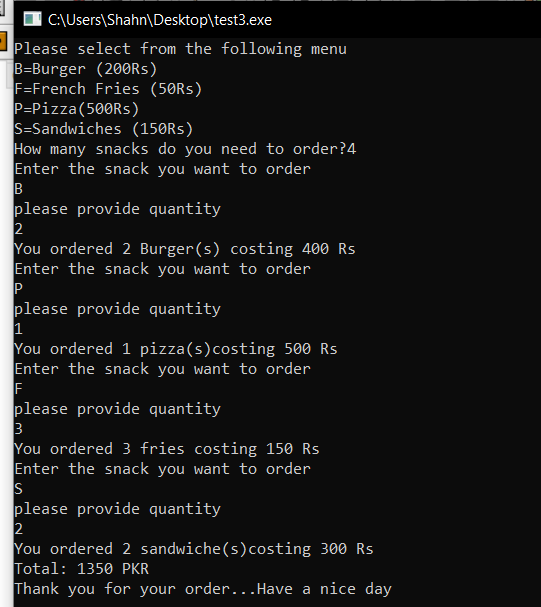 C:\Users\Shahn\Desktop\test3.exe
Please select from the following menu
B=Burger (200Rs)
F=French Fries (50Rs)
P=Pizza(500Rs)
S=Sandwiches (150Rs)
How many snacks do you need to order?4
Enter the snack you want to order
B
please provide quantity
2
You ordered 2 Burger(s) costing 400 Rs
Enter the snack you want to order
P
please provide quantity
1
You ordered 1 pizza(s)costing 500 Rs
Enter the snack you want to order
F
please provide quantity
3
You ordered 3 fries costing 150 Rs
Enter the snack you want to order
S
please provide quantity
2
You ordered 2 sandwiche(s)costing 300 Rs
Total: 1350 PKR
Thank you for your order...Have a nice day